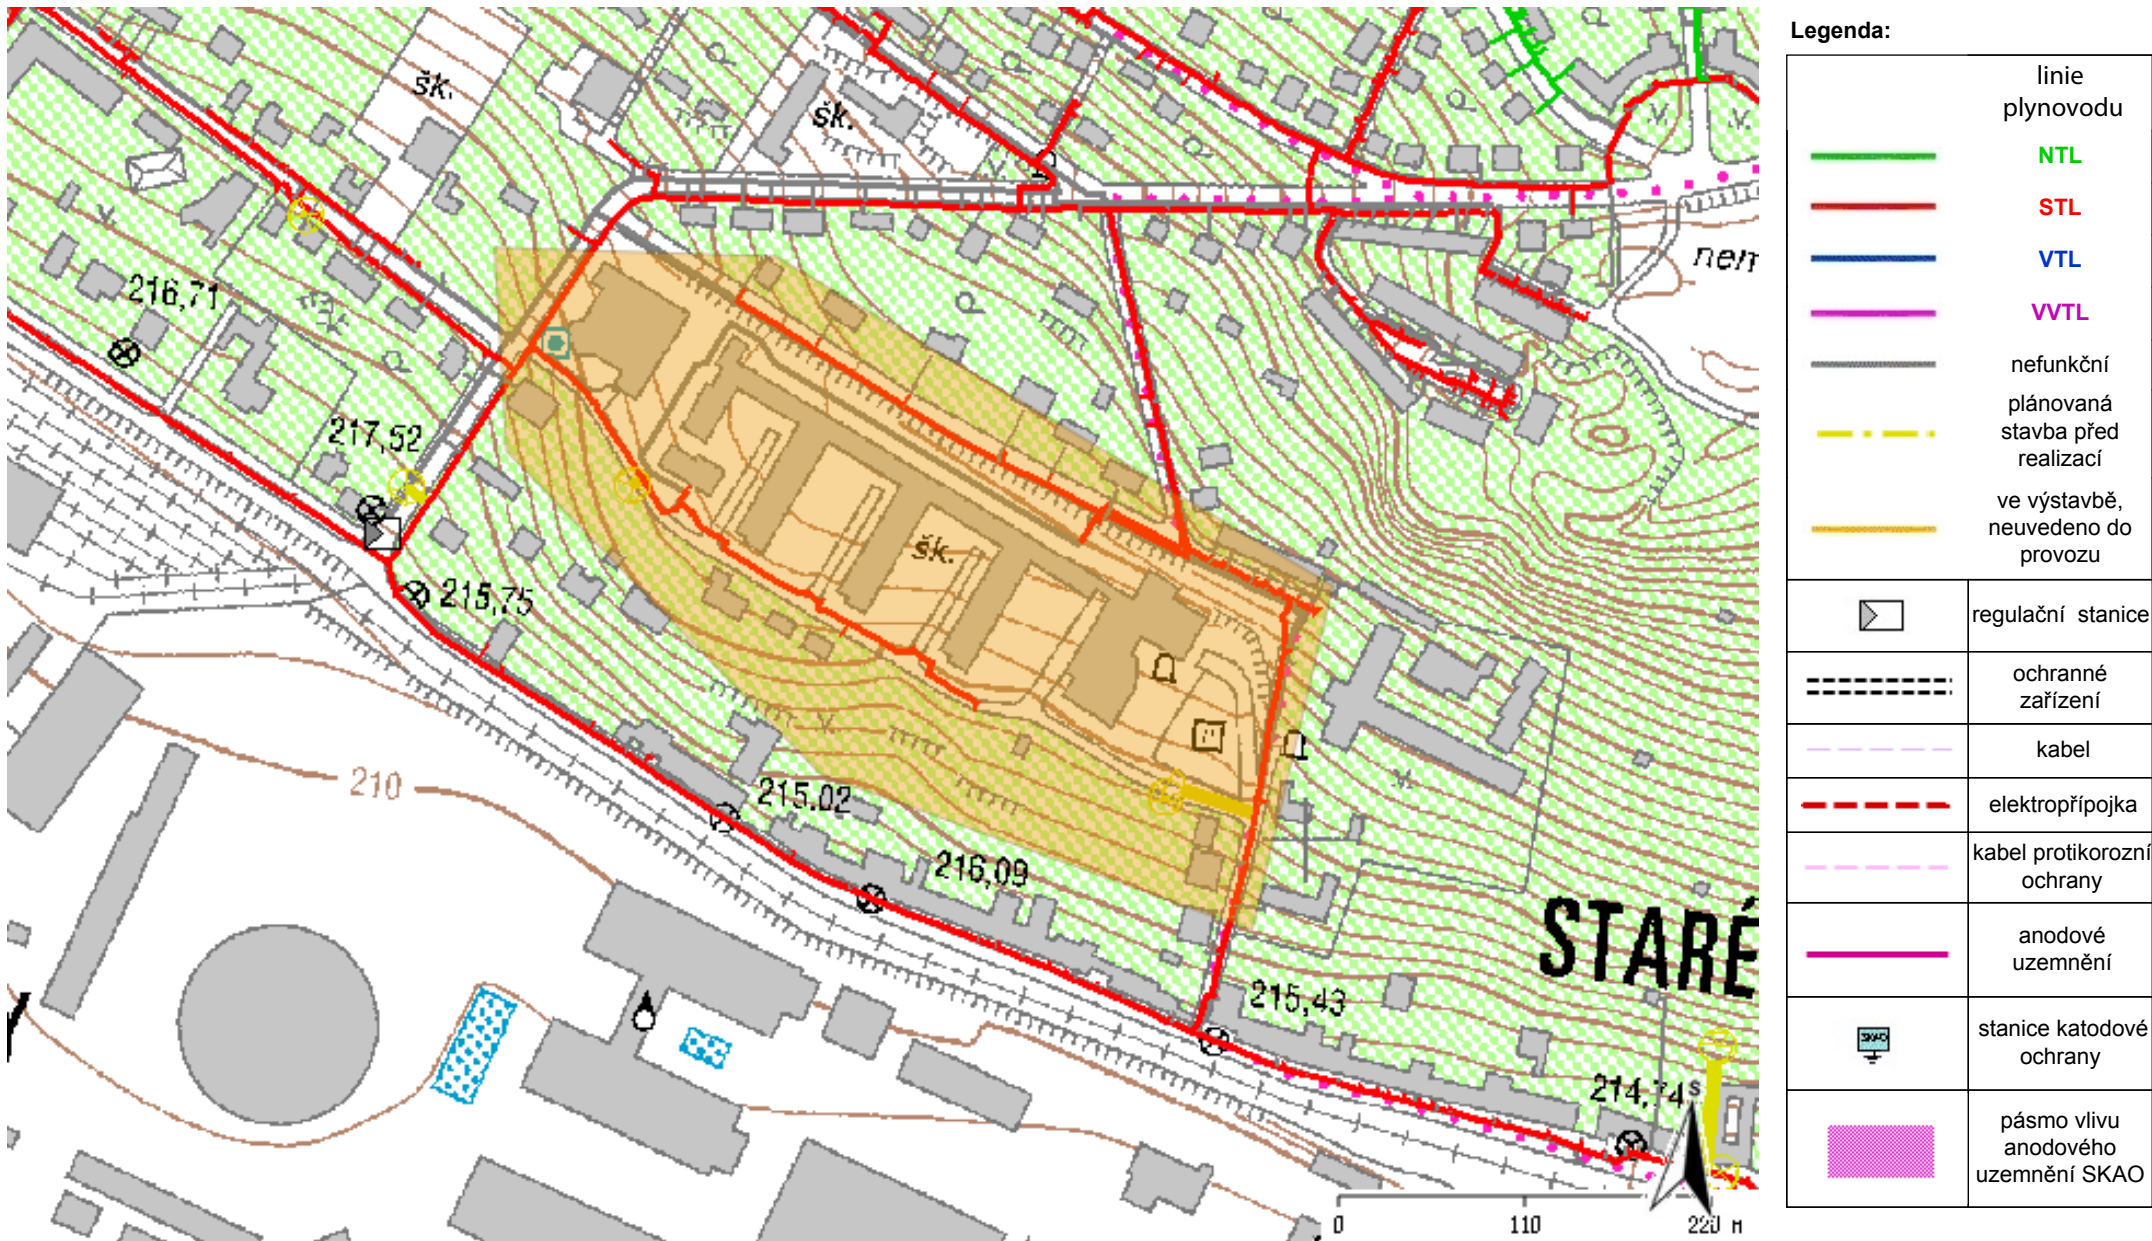 Legenda:
linie
plynovodu
NTL
STL
VTL
VVTL
nefunkční
plánovaná
stavba před
realizací
ve výstavbě,
neuvedeno do
provozu
regulační stanice
ochranné
zařízení
kabel
elektropřípojka
kabel protikorozní
ochrany
anodové
uzemnění
SKAO
stanice katodové
ochrany
pásmo vlivu
anodového
uzemnění SKAO
šk.
šk.
nem
216,71
217,52
šk.
215,75
210
215.02
216,09
STARÉ
215,43
214,74
S
0
110
220 m